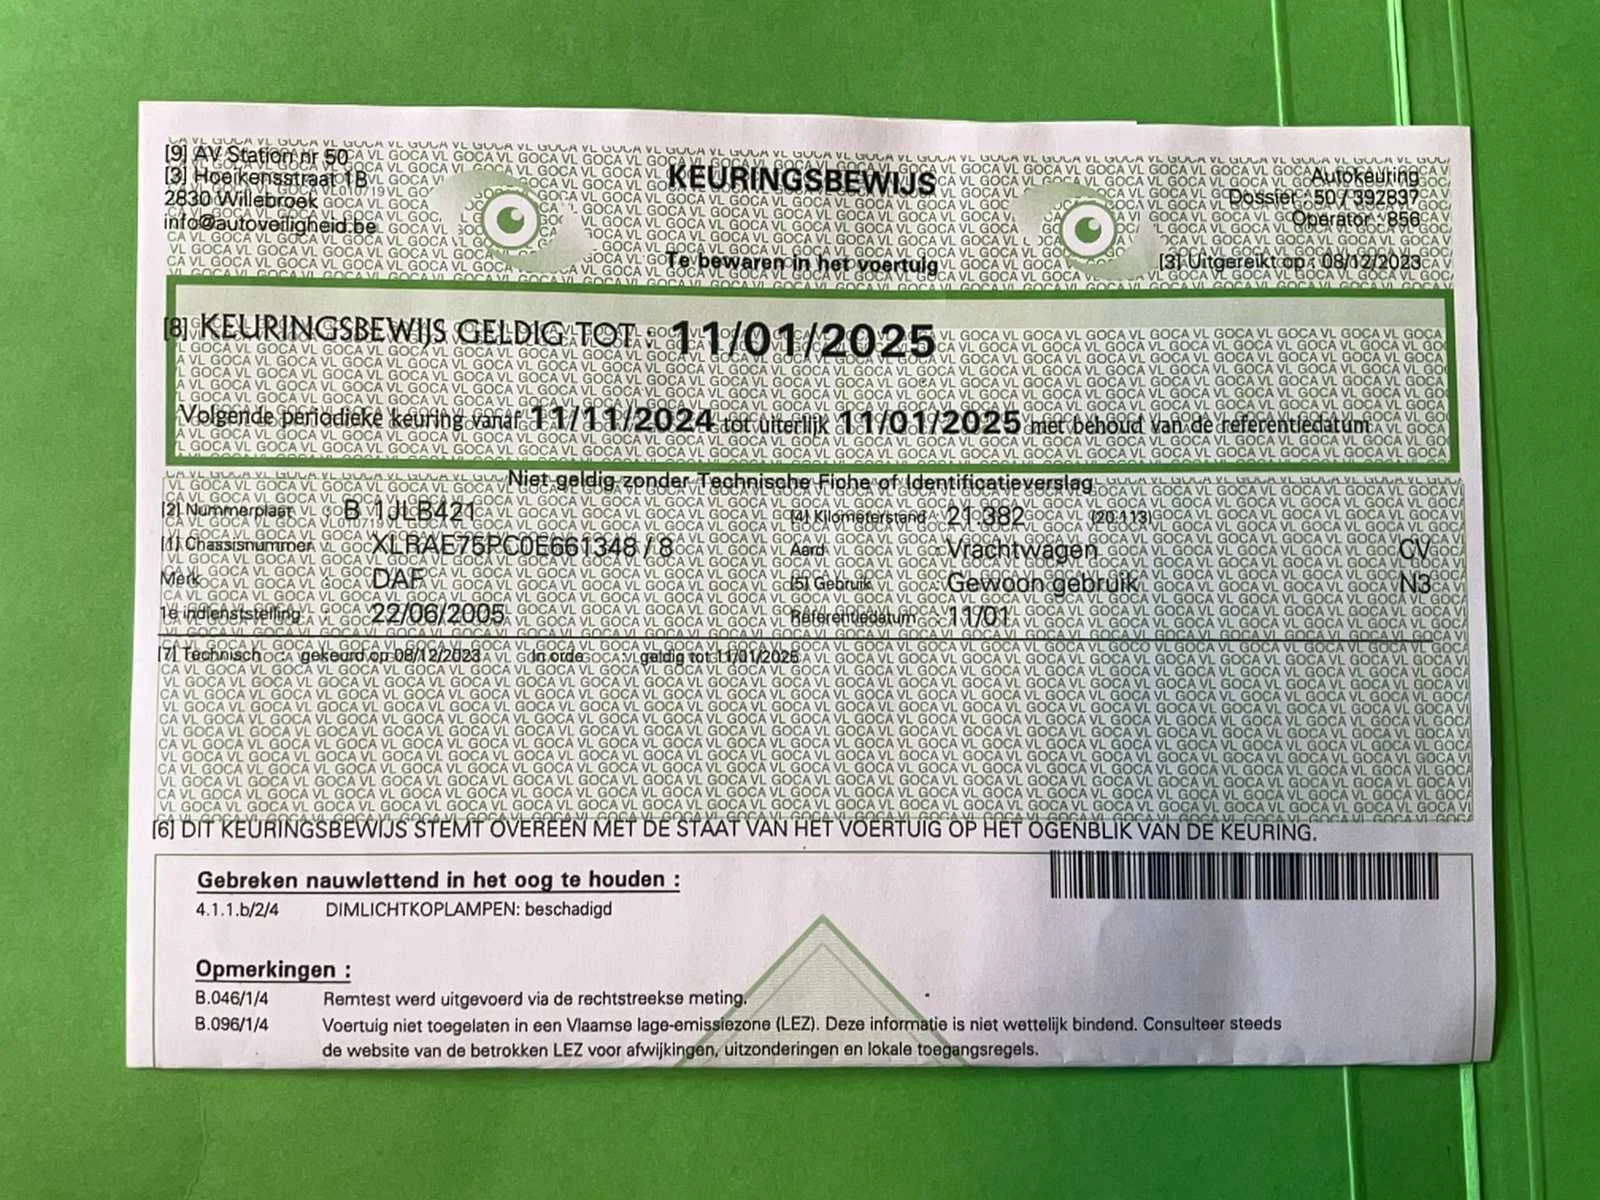 [9] AV Station nr 50
[3] Hoeikensstraat 1B
2830 Willebroek
info@autoveiligheid.be
KEURINGSBEWIJS
Te bewaren in het voertuig
Autokeuring
Dossier : 50 / 392837
Operator : 856
[3] Uitgereikt op : 08/12/2023
[8] KEURINGSBEWIJS GELDIG TOT : 11/01/2025
Volgende periodieke keuring vanaf 11/11/2024 tot uiterlijk 11/01/2025 met behoud van de referentiedatum
Niet geldig zonder Technische Fiche of Identificatieverslag
[2] Nummerplaat : B 1JLB421 [4] Kilometerstand : 21.382 (20.113)
[1] Chassisnummer XLRAE75PC0E661348 / 8 Aard : Vrachtwagen CV
Merk : DAF [5] Gebruik : Gewoon gebruik N3
1e indienststelling : 22/06/2005 Referentiedatum : 11/01
[7] Technisch gekeurd op 08/12/2023 In orde geldig tot 11/01/2025
[6] DIT KEURINGSBEWIJS STEMT OVEREEN MET DE STAAT VAN HET VOERTUIG OP HET OGENBLIK VAN DE KEURING.
Gebreken nauwlettend in het oog te houden :
4.1.1.b/2/4 DIMLICHTKOPLAMPEN: beschadigd
Opmerkingen :
B.046/1/4 Remtest werd uitgevoerd via de rechtstreekse meting.
B.096/1/4 Voertuig niet toegelaten in een Vlaamse lage-emissiezone (LEZ). Deze informatie is niet wettelijk bindend. Consulteer steeds
de website van de betrokken LEZ voor afwijkingen, uitzonderingen en lokale toegangsregels.